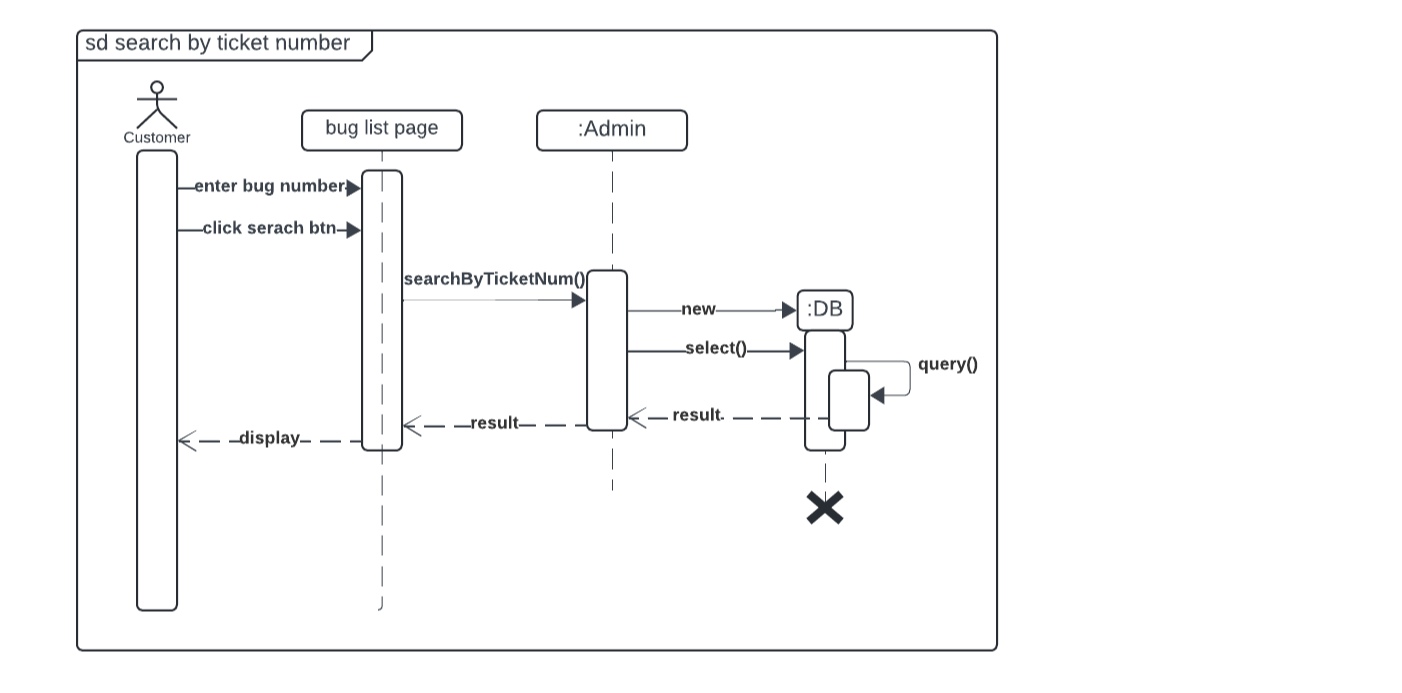 sd search by ticket number
Customer
bug list page
:Admin
enter bug number
click serach btn
searchByTicketNum()
new
:DB
select()
query()
result
result
display